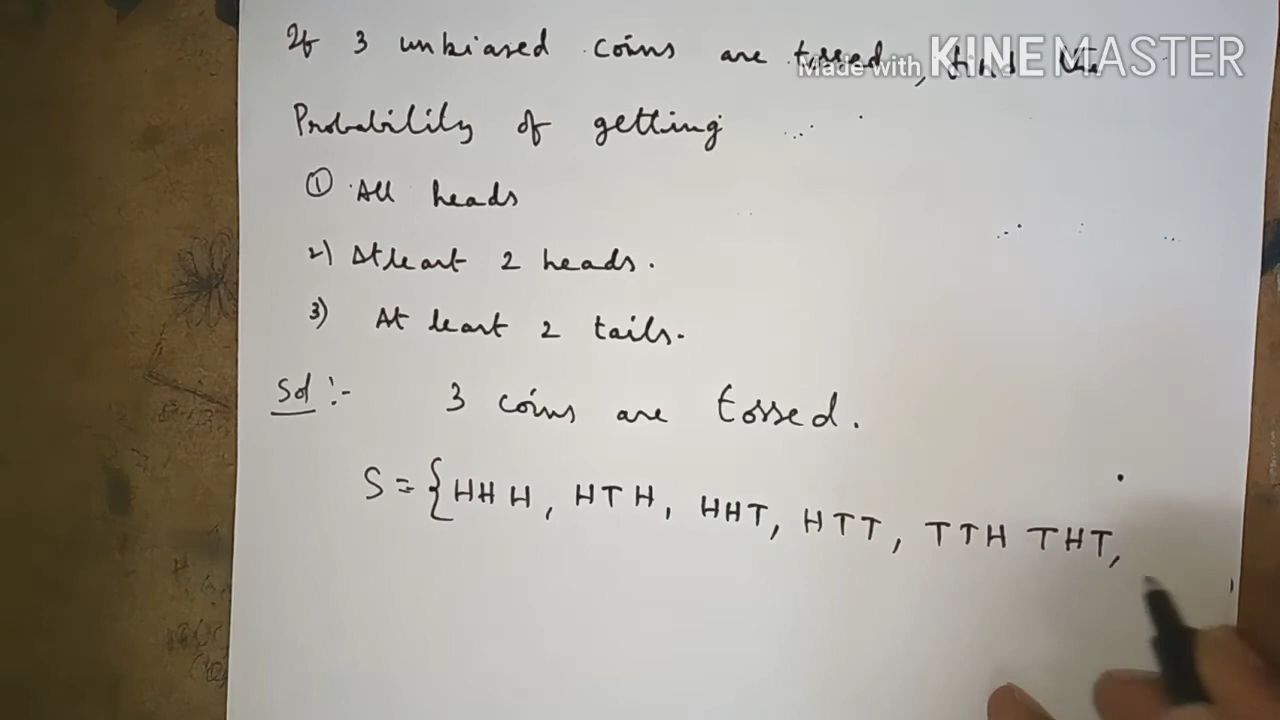 If 3 unbiased coins are tossed, find the
Made with KINEMASTER
Probability of getting
① All heads
2) Atleast 2 heads.
3) At least 2 tails.
Sol :- 3 coins are tossed.
S = { HHH, HTH, HHT, HTT, TTH THT,